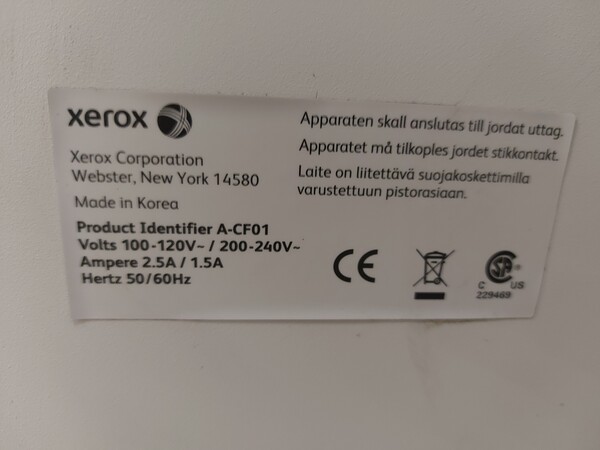 xerox
Xerox Corporation
Webster, New York 14580
Made in Korea
Product Identifier A-CF01
Volts 100-120V~ / 200-240V~
Ampere 2.5A / 1.5A
Hertz 50/60Hz
Apparaten skall anslutas till jordat uttag.
Apparatet må tilkoples jordet stikkontakt.
Laite on liitettävä suojakoskettimilla
varustettuun pistorasiaan.
CE
SP®
C US
229469